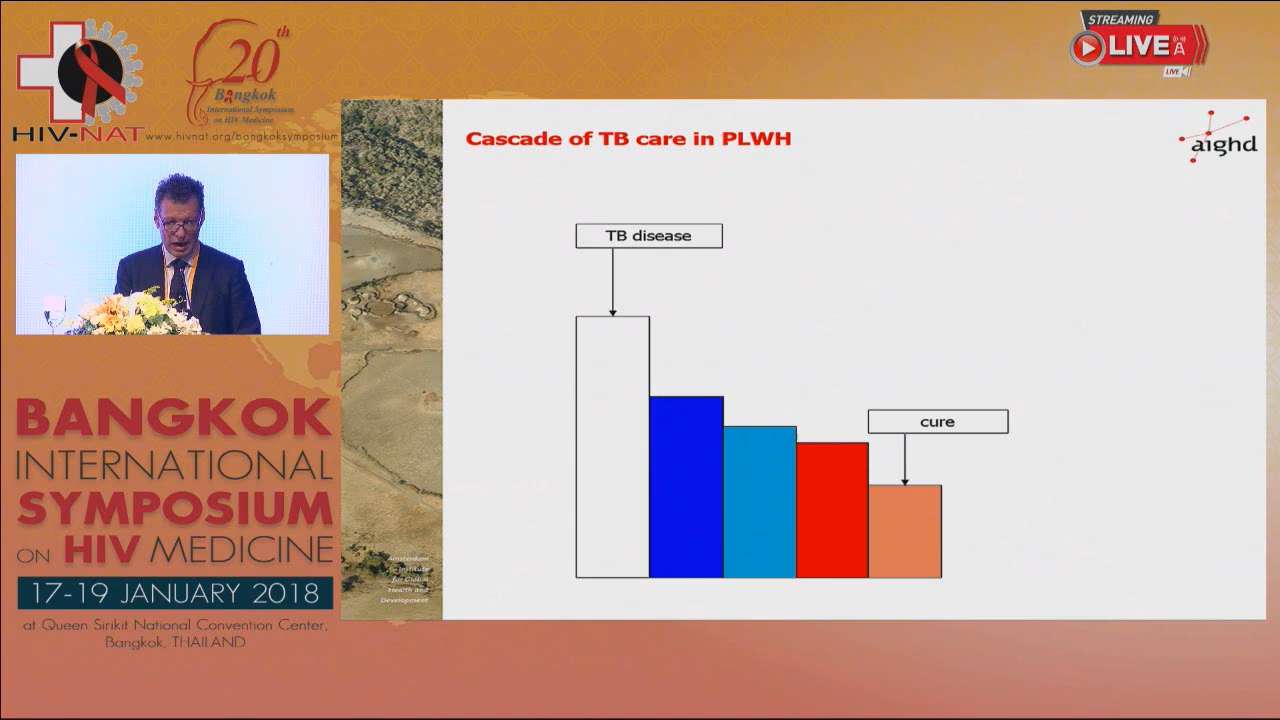 HIV-NAT
20th
Bangkok
International Symposium
on HIV Medicine
www.hivnat.org/bangkoksymposium
STREAMING
LIVE
LIVE
BANGKOK
INTERNATIONAL
SYMPOSIUM
ON HIV MEDICINE
17-19 JANUARY 2018
at Queen Sirikit National Convention Center,
Bangkok, THAILAND
Cascade of TB care in PLWH
aighd
TB disease
cure
Amsterdam
Institute
for Global
Health and
Development